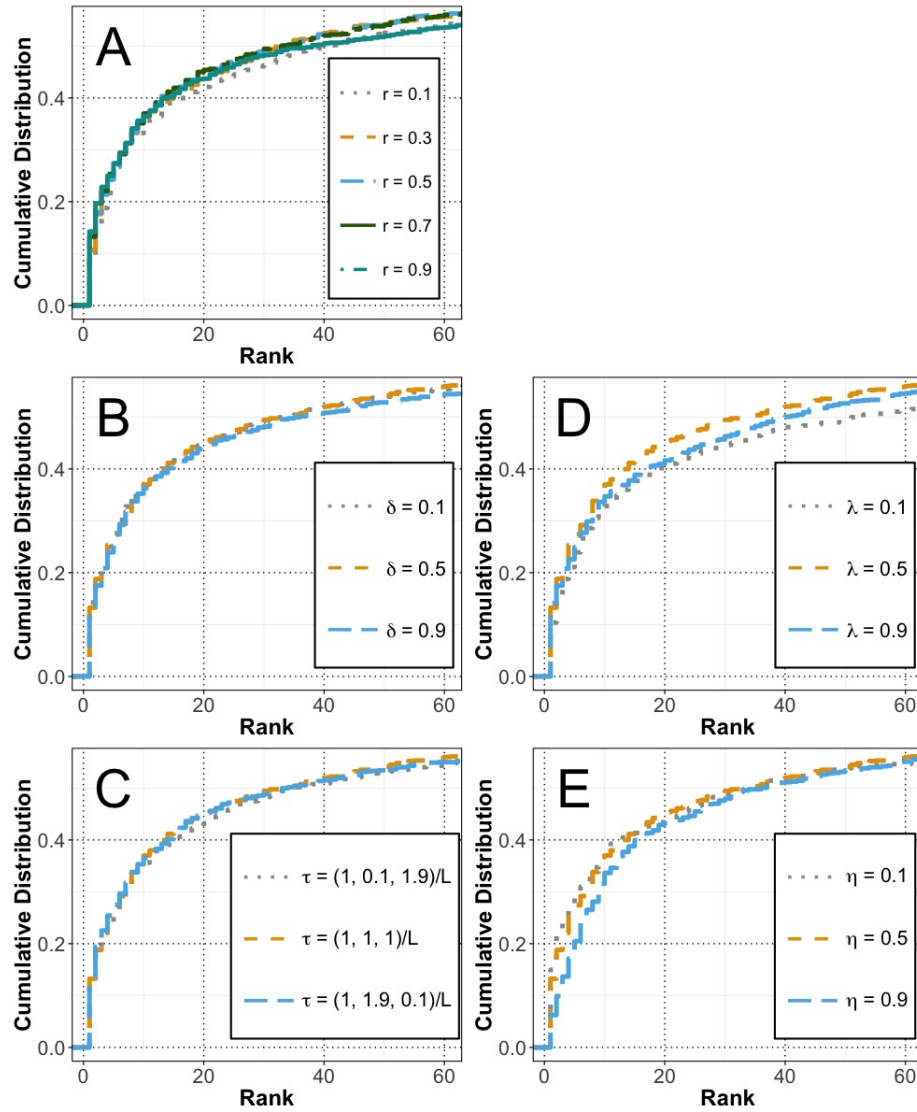 A
Cumulative Distribution
0.4
0.2
0.0
r = 0.1
r = 0.3
r = 0.5
r = 0.7
r = 0.9
0 20 40 60
Rank
B
Cumulative Distribution
0.4
0.2
0.0
δ = 0.1
δ = 0.5
δ = 0.9
0 20 40 60
Rank
D
Cumulative Distribution
0.4
0.2
0.0
λ = 0.1
λ = 0.5
λ = 0.9
0 20 40 60
Rank
C
Cumulative Distribution
0.4
0.2
0.0
τ = (1, 0.1, 1.9)/L
τ = (1, 1, 1)/L
τ = (1, 1.9, 0.1)/L
0 20 40 60
Rank
E
Cumulative Distribution
0.4
0.2
0.0
η = 0.1
η = 0.5
η = 0.9
0 20 40 60
Rank